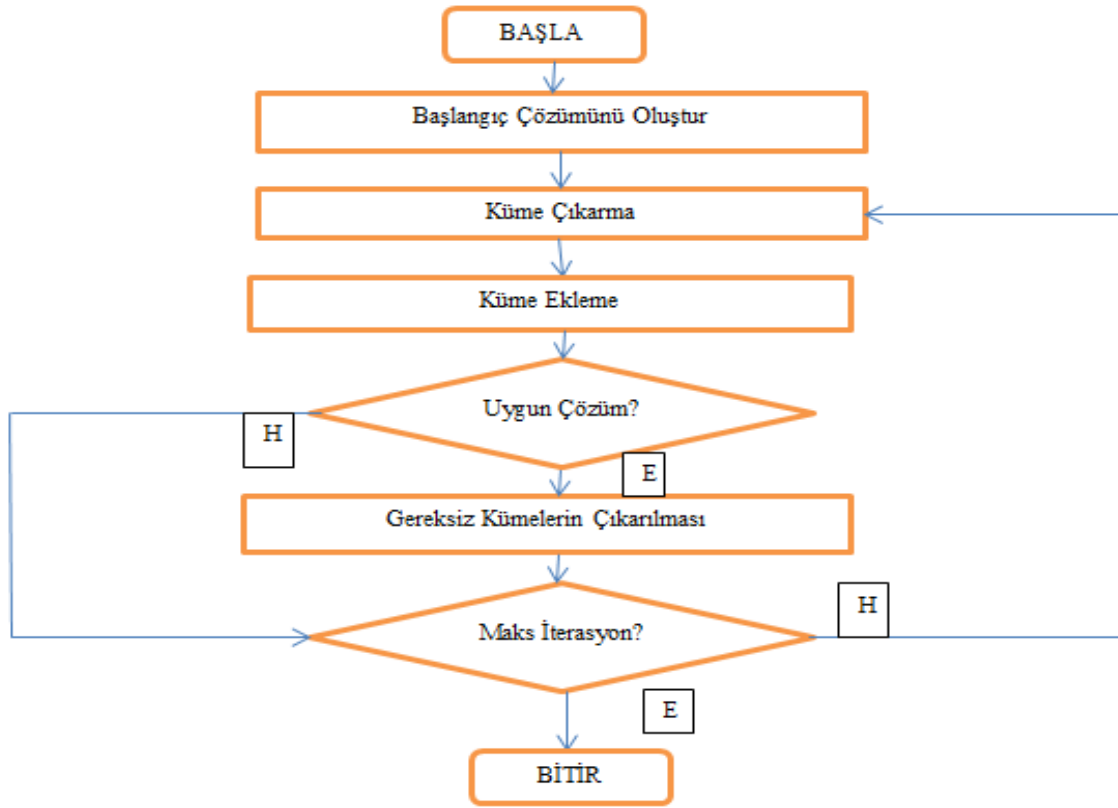 BAŞLA
Başlangıç Çözümünü Oluştur
Küme Çıkarma
Küme Ekleme
Uygun Çözüm?
H
E
Gereksiz Kümelerin Çıkarılması
H
Maks İterasyon?
E
BİTİR